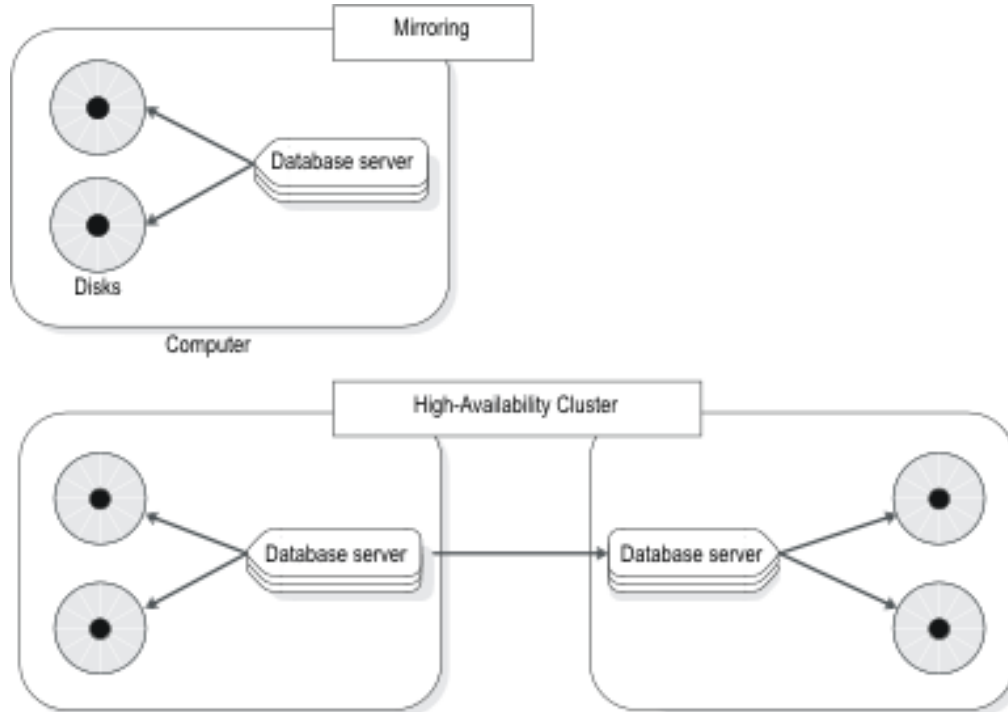 Mirroring
Database server
Disks
Computer
High-Availability Cluster
Database server
Database server